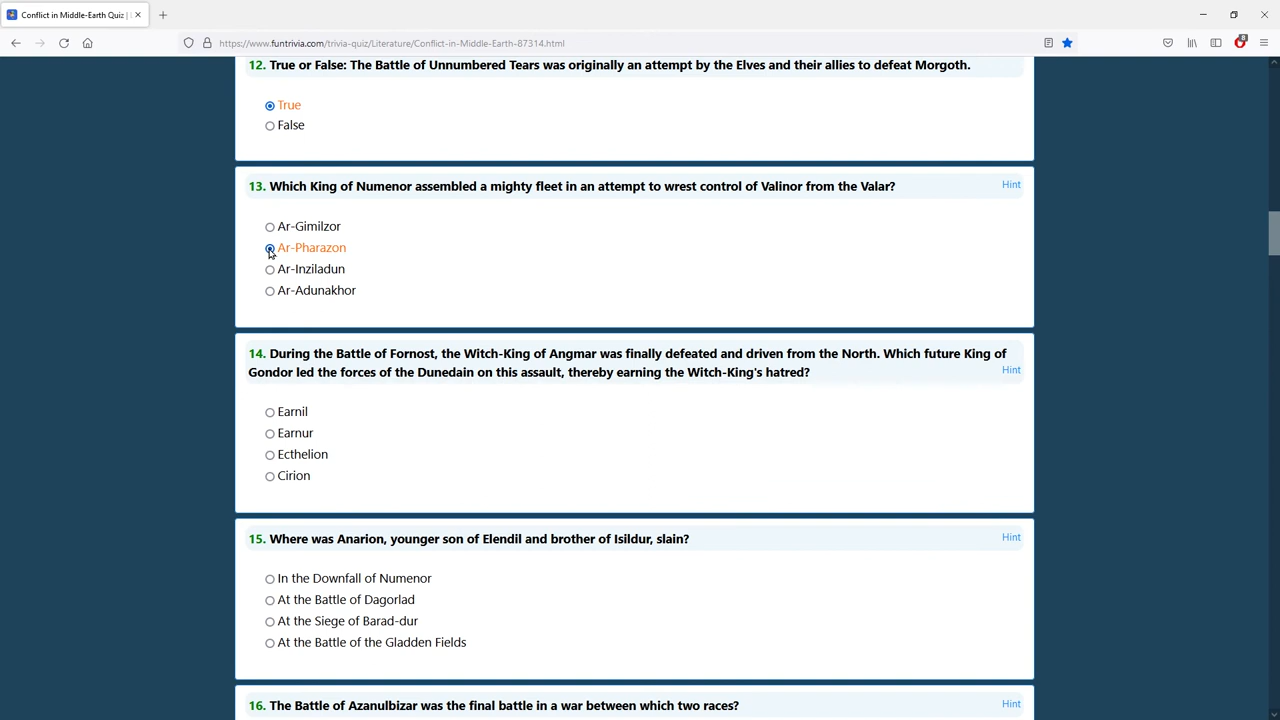 Conflict in Middle-Earth Quiz |
https://www.funtrivia.com/trivia-quiz/Literature/Conflict-in-Middle-Earth-87314.html
12. True or False: The Battle of Unnumbered Tears was originally an attempt by the Elves and their allies to defeat Morgoth.
True
False
13. Which King of Numenor assembled a mighty fleet in an attempt to wrest control of Valinor from the Valar?
Hint
Ar-Gimilzor
Ar-Pharazon
Ar-Inziladun
Ar-Adunakhor
14. During the Battle of Fornost, the Witch-King of Angmar was finally defeated and driven from the North. Which future King of
Gondor led the forces of the Dunedain on this assault, thereby earning the Witch-King's hatred?
Hint
Earnil
Earnur
Ecthelion
Cirion
15. Where was Anarion, younger son of Elendil and brother of Isildur, slain?
Hint
In the Downfall of Numenor
At the Battle of Dagorlad
At the Siege of Barad-dur
At the Battle of the Gladden Fields
16. The Battle of Azanulbizar was the final battle in a war between which two races?
Hint